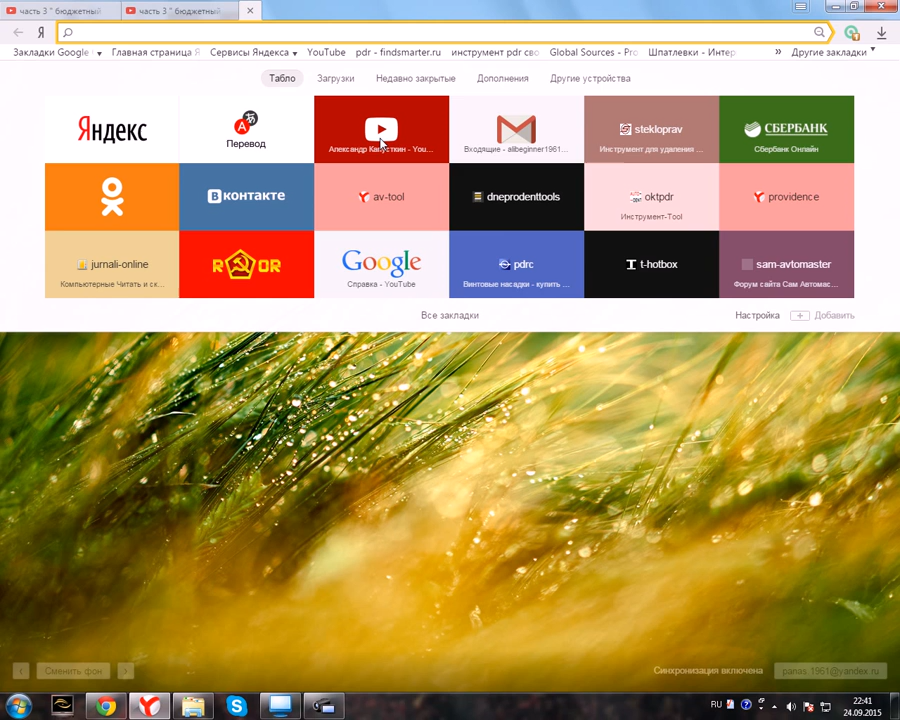 часть 3 " бюджетный
часть 3 " бюджетный
Я
Закладки Google
Главная страница Я
Сервисы Яндекса
YouTube
pdr - findsmarter.ru
инструмент pdr сво
Global Sources - Pro
Шпатлевки - Интер
»
Другие закладки
Табло
Загрузки
Недавно закрытые
Дополнения
Другие устройства
Яндекс
Перевод
Александр - You...
Входящие - alibeginner1961...
stekloprav
Инструмент для удаления ...
СБЕРБАНК
Сбербанк Онлайн
В контакте
av-tool
dneprodenttools
oktpdr
Инструмент-Tool
providence
jurnali-online
Компьютерные Читать и ск...
Google
Справка - YouTube
pdrc
Винтовые насадки - купить ...
t-hotbox
sam-avtomaster
Форум сайта Сам Автомас...
Все закладки
Настройка
Добавить
Сменить фон
Синхронизация включена
panas.1961@yandex.ru
RU
22:41
24.09.2015